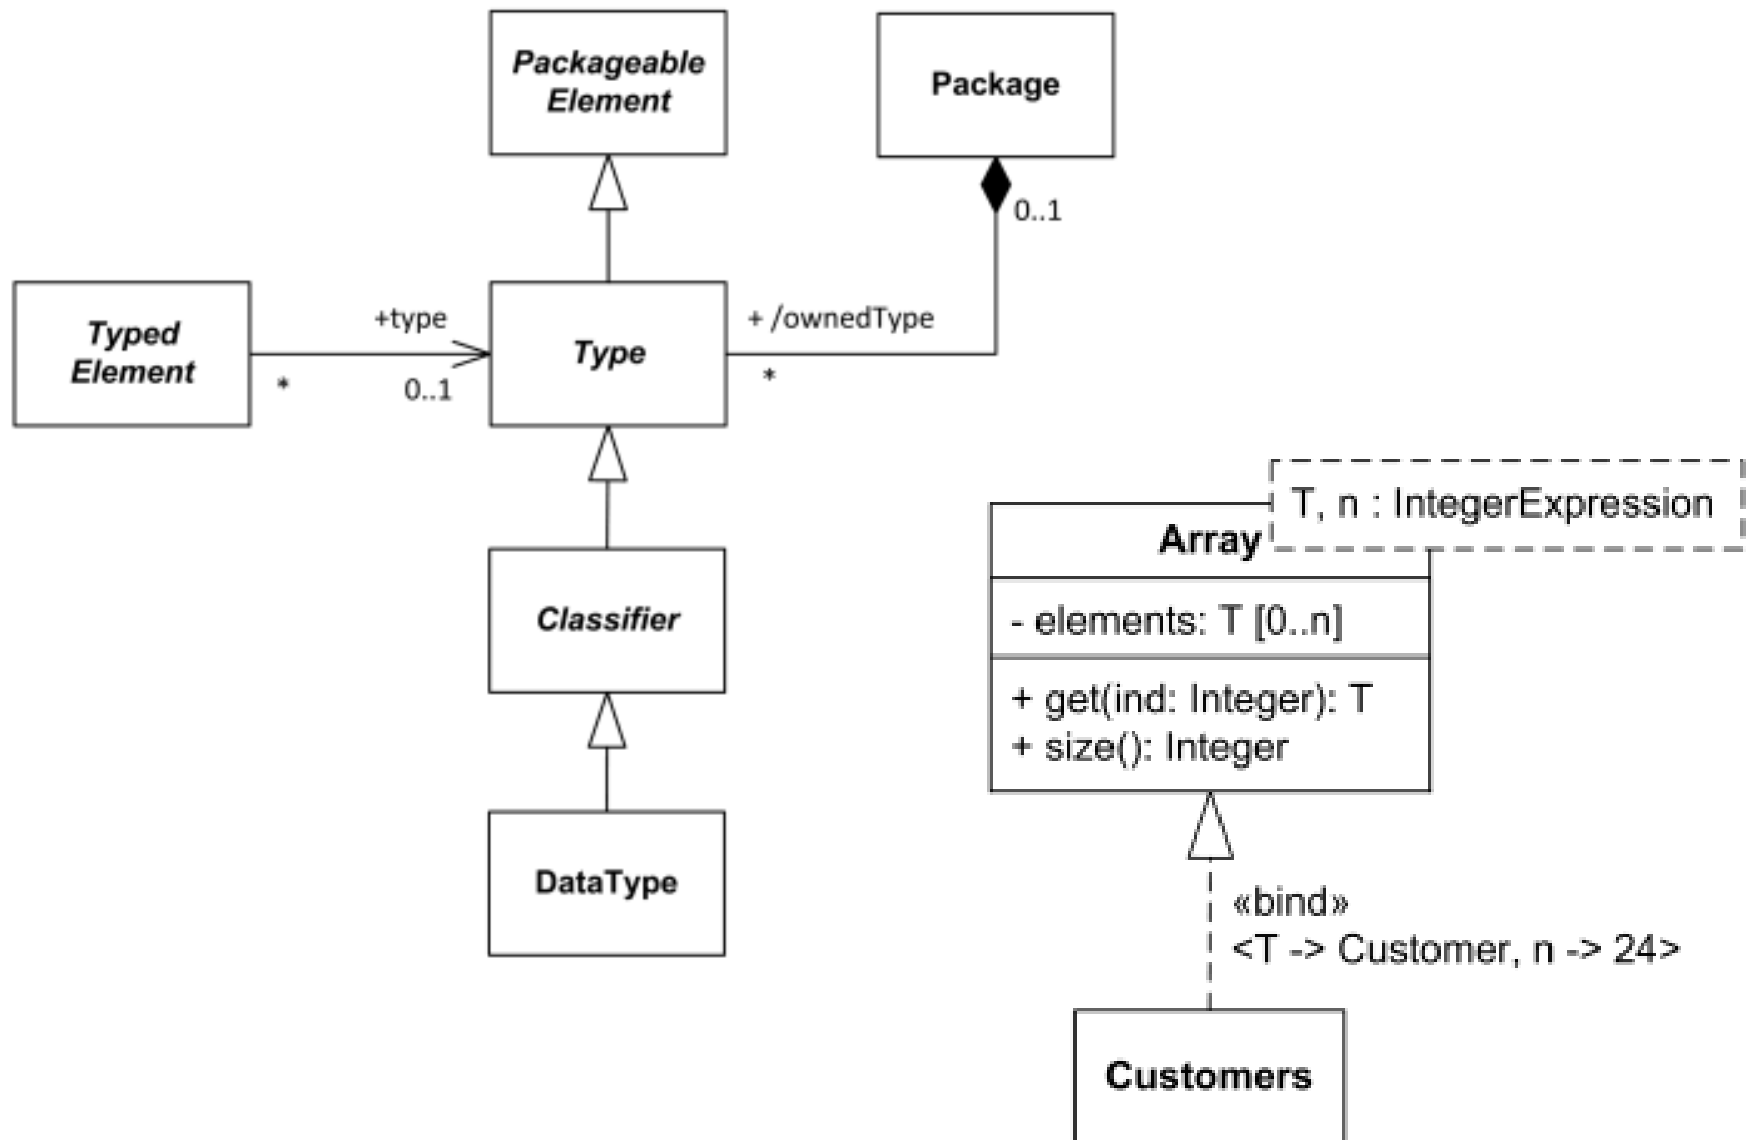 Packageable
Element
Package
0..1
Typed
Element
+type
*
0..1
Type
+ /ownedType
*
Classifier
DataType
T, n : IntegerExpression
Array
- elements: T [0..n]
+ get(ind: Integer): T
+ size(): Integer
«bind»
<T -> Customer, n -> 24>
Customers